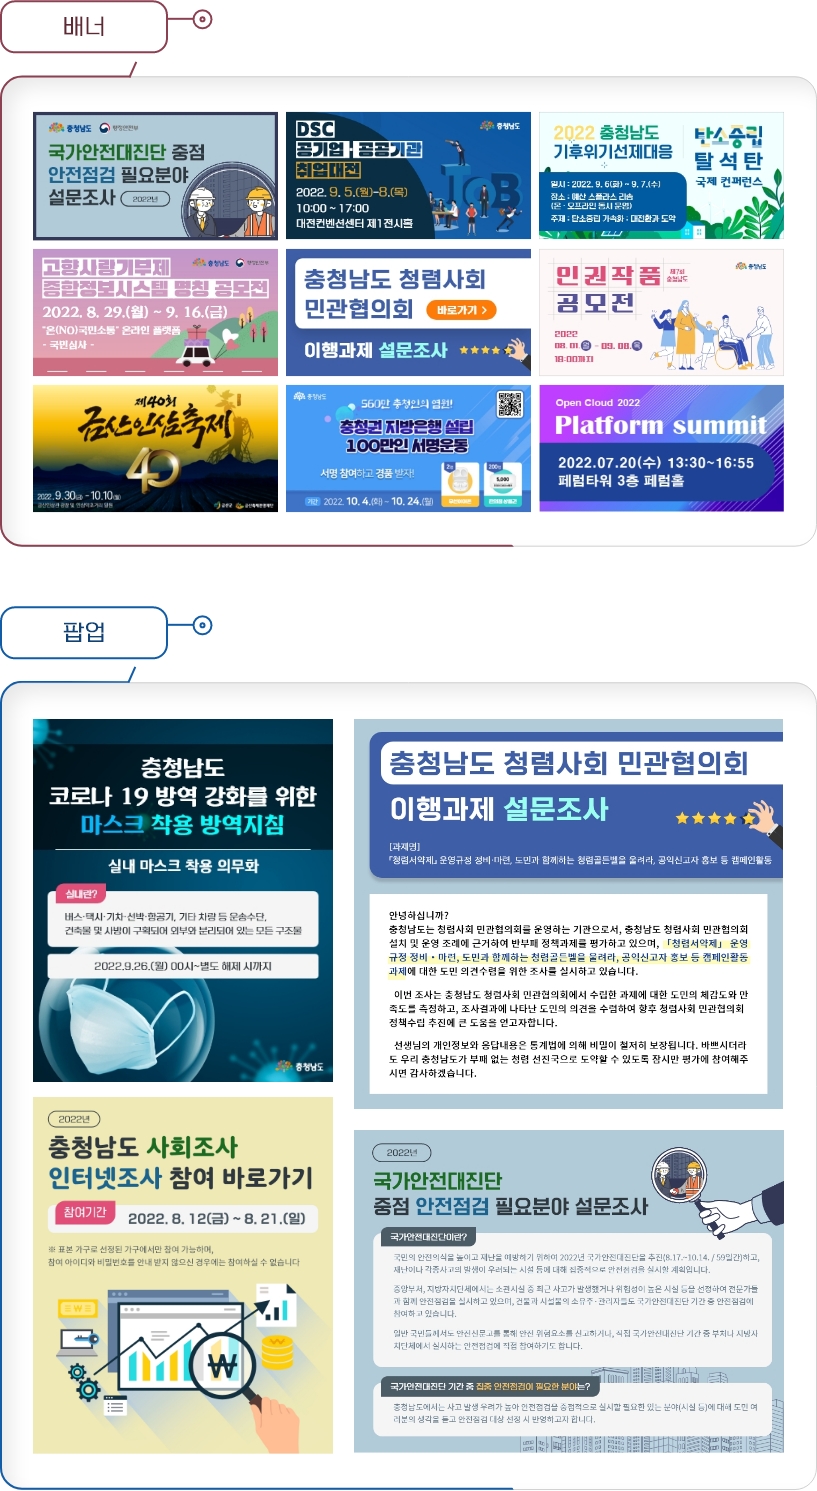 배너
충청남도 행정안전부
국가안전대진단 중점
안전점검 필요분야
설문조사 2022년
충청남도
DSC
공기업·공공기관
취업대전
2022. 9. 5.(월)-8.(목)
10:00 ~ 17:00
대전컨벤션센터 제1전시홀
JOB
2022 충청남도
기후위기선제대응
탄소중립
탈석탄
국제 컨퍼런스
일시 : 2022. 9. 6(금) ~ 9. 7.(수)
장소 : 예산 스플라스 리솜
(온·오프라인 동시 운영)
주제 : 탄소중립 가속화 : 대전환과 도약
고향사랑기부제
충청남도 행정안전부
종합정보시스템 명칭 공모전
2022. 8. 29.(월) ~ 9. 16.(금)
"온(NO)국민소통" 온라인 플랫폼
- 국민심사 -
충청남도 청렴사회
민관협의회 바로가기 >
이행과제 설문조사
인권작품 제7회 충청남도
충청남도
공모전
2022
08. 01. 월 - 09. 08. 목
18:00까지
제40회
금산인삼축제
40
2022. 9.30(금) - 10.10(월)
금산군 금산축제관광재단
충청남도
560만 충청인의 염원!
충청권 지방은행 설립
100만인 서명운동
서명 참여하고 경품 받자!
기간 2022. 10. 4.(화) ~ 10. 24.(월)
Open Cloud 2022
Platform summit
2022.07.20(수) 13:30~16:55
페럼타워 3층 페럼홀
팝업
충청남도
코로나 19 방역 강화를 위한
마스크 착용 방역지침
실내 마스크 착용 의무화
실내란?
버스·택시·기차·선박·항공기, 기타 차량 등 운송수단,
건축물 및 사방이 구획되어 외부와 분리되어 있는 모든 구조물
2022.9.26.(월) 00시~별도 해제 시까지
충청남도
충청남도 청렴사회 민관협의회
이행과제 설문조사
[과제명]
「청렴서약제」 운영규정 정비·마련, 도민과 함께하는 청렴골든벨을 울려라, 공익신고자 홍보 등 캠페인활동
안녕하십니까?
충청남도는 청렴사회 민관협의회를 운영하는 기관으로서, 충청남도 청렴사회 민관협의회
설치 및 운영 조례에 근거하여 반부패 정책과제를 평가하고 있으며, 「청렴서약제」 운영
규정 정비·마련, 도민과 함께하는 청렴골든벨을 울려라, 공익신고자 홍보 등 캠페인활동
과제에 대한 도민 의견수렴을 위한 조사를 실시하고 있습니다.
이번 조사는 충청남도 청렴사회 민관협의회에서 수립한 과제에 대한 도민의 체감도와 만
족도를 측정하고, 조사결과에 나타난 도민의 의견을 수렴하여 향후 청렴사회 민관협의회
정책수립 추진에 큰 도움을 얻고자합니다.
선생님의 개인정보와 응답내용은 통계법에 의해 비밀이 철저히 보장됩니다. 바쁘시더라
도 우리 충청남도가 부패 없는 청렴 선진국으로 도약할 수 있도록 잠시만 평가에 참여해주
시면 감사하겠습니다.
2022년
충청남도 사회조사
인터넷조사 참여 바로가기
참여기간 2022. 8. 12(금) ~ 8. 21.(일)
※ 표본 가구로 선정된 가구에서만 참여 가능하며,
참여 아이디와 비밀번호를 안내 받지 않으신 경우에는 참여하실 수 없습니다
₩
₩
2022년
국가안전대진단
중점 안전점검 필요분야 설문조사
국가안전대진단이란?
국민의 안전의식을 높이고 재난을 예방하기 위하여 2022년 국가안전대진단을 추진(8.17.~10.14. / 59일간)하고,
재난이나 각종사고의 발생이 우려되는 시설 등에 대해 집중적으로 안전점검을 실시할 계획입니다.
중앙부처, 지방자치단체에서는 소관시설 중 최근 사고가 발생했거나 위험성이 높은 시설 등을 선정하여 전문가들
과 함께 안전점검을 실시하고 있으며, 건물과 시설물의 소유주·관리자들도 국가안전대진단 기간 중 안전점검에
참여하고 있습니다.
일반 국민들께서도 안전신문고를 통해 안전 위험요소를 신고하거나, 직접 국가안전대진단 기간 중 부처나 지방자
치단체에서 실시하는 안전점검에 직접 참여하기도 합니다.
국가안전대진단 기간 중 집중 안전점검이 필요한 분야는?
충청남도에서는 사고 발생 우려가 높아 안전점검을 중점적으로 실시할 필요한 있는 분야(시설 등)에 대해 도민 여
러분의 생각을 듣고 안전점검 대상 선정 시 반영하고자 합니다.